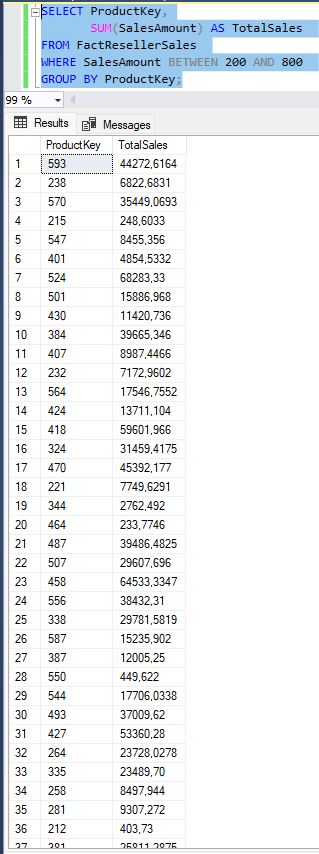 SELECT ProductKey,
SUM(SalesAmount) AS TotalSales
FROM FactResellerSales
WHERE SalesAmount BETWEEN 200 AND 800
GROUP BY ProductKey;
99 %
Results Messages
ProductKey TotalSales
1 593 44272,6164
2 238 6822,6831
3 570 35449,0693
4 215 248,6033
5 547 8455,356
6 401 4854,5332
7 524 68283,33
8 501 15886,968
9 430 11420,736
10 384 39665,346
11 407 8987,4466
12 232 7172,9602
13 564 17546,7552
14 424 13711,104
15 418 59601,966
16 324 31459,4175
17 470 45392,177
18 221 7749,6291
19 344 2762,492
20 464 233,7746
21 487 39486,4825
22 507 29607,696
23 458 64533,3347
24 556 38432,31
25 338 29781,5819
26 587 15235,902
27 387 12005,25
28 550 449,622
29 544 17706,0338
30 493 37009,62
31 427 53360,28
32 264 23728,0278
33 335 23489,70
34 258 8497,944
35 281 9307,272
36 212 403,73
37 381 25811,2875